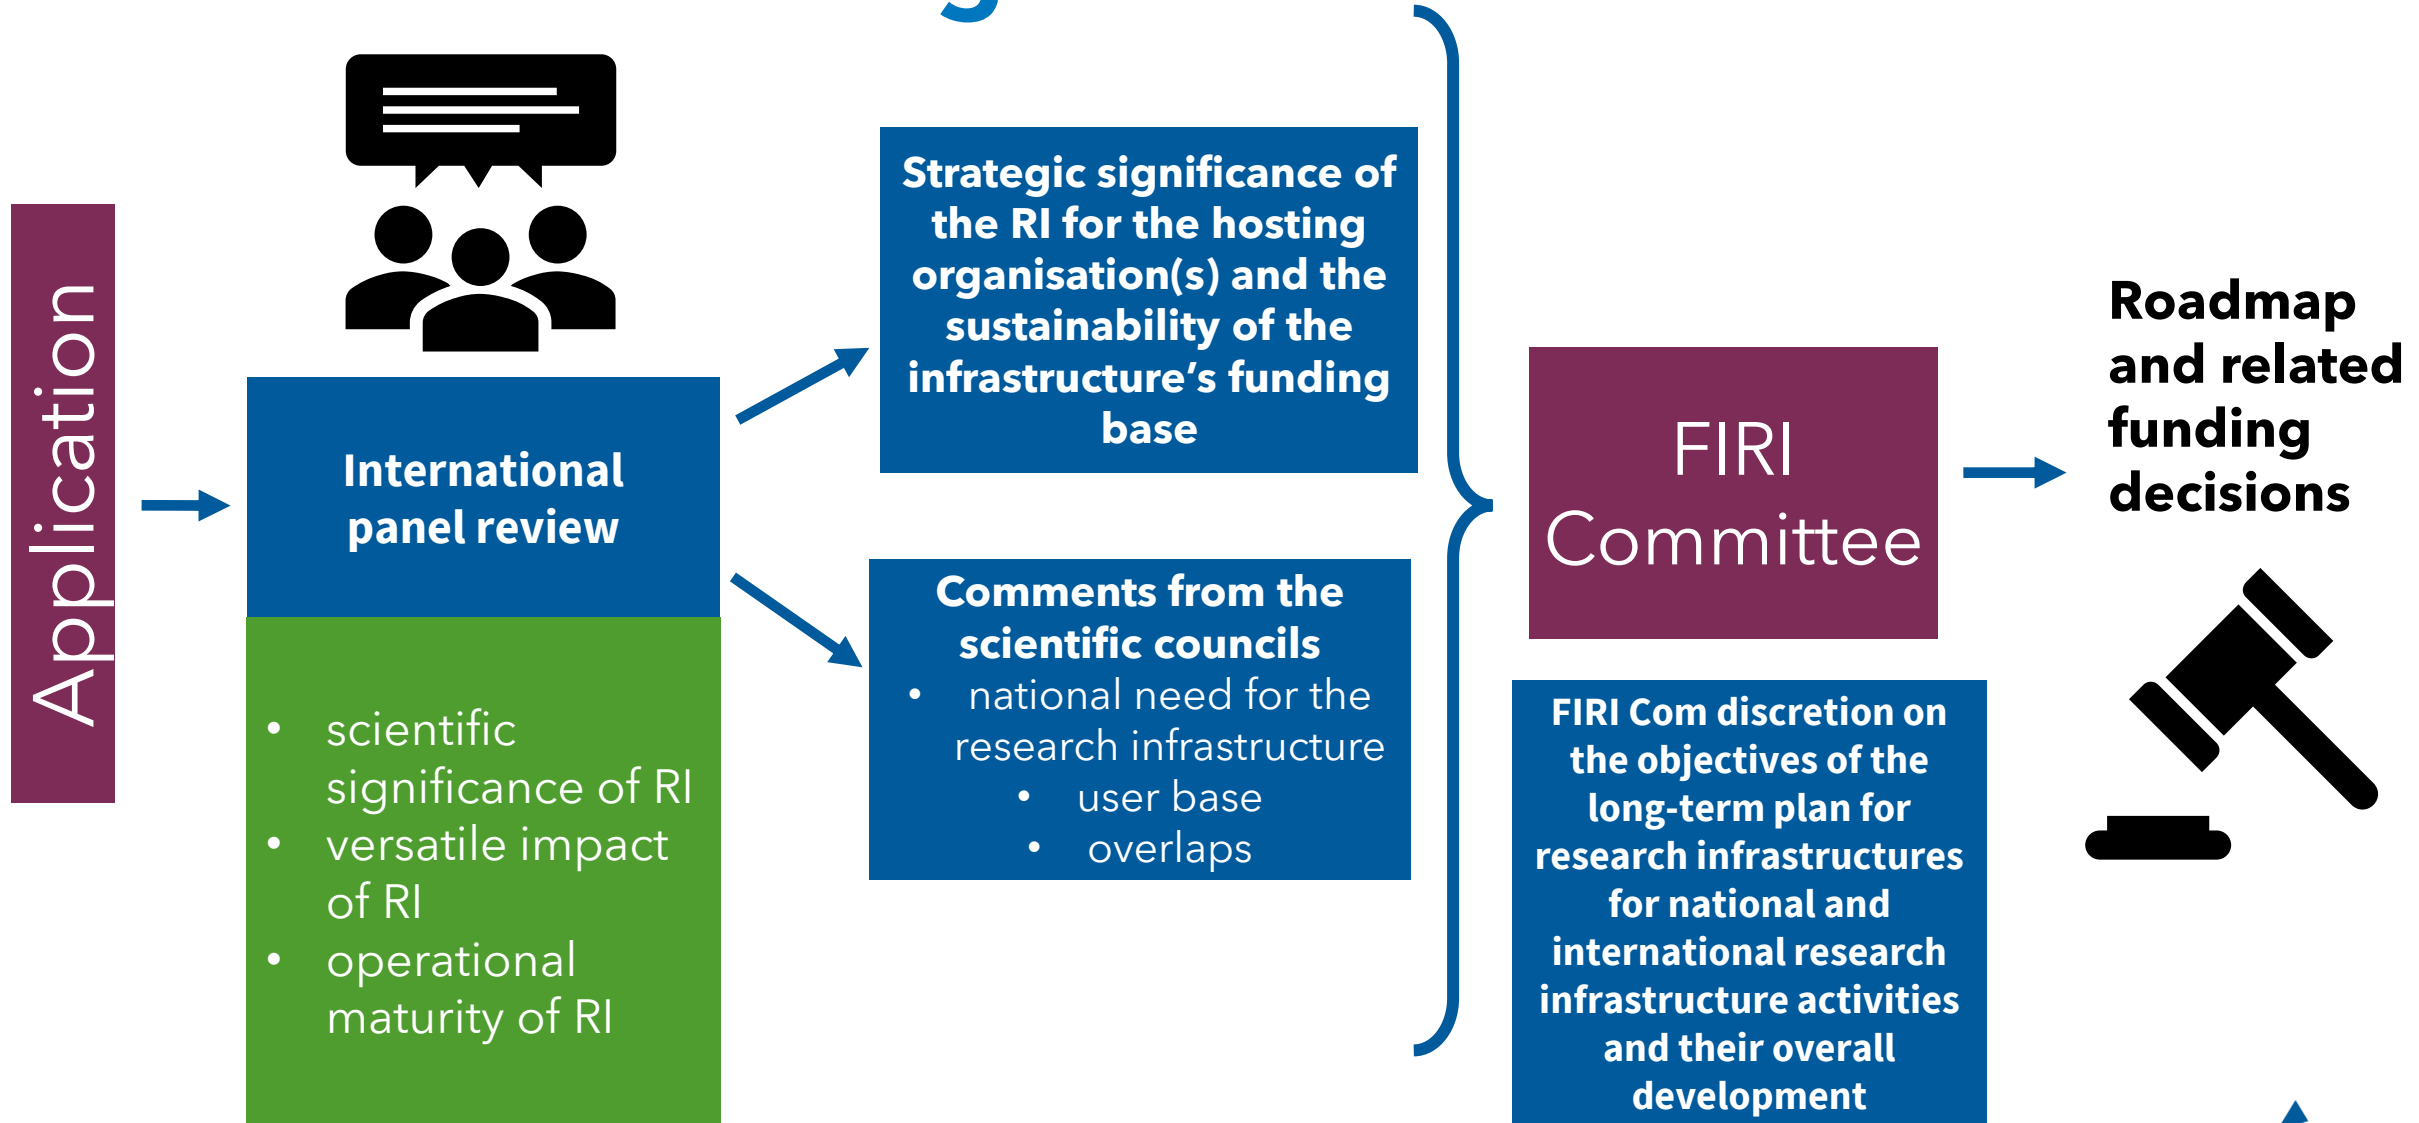 Application
International
panel review
• scientific
significance of RI
• versatile impact
of RI
• operational
maturity of RI
Strategic significance of
the RI for the hosting
organisation(s) and the
sustainability of the
infrastructure’s funding
base
Comments from the
scientific councils
• national need for the
research infrastructure
• user base
• overlaps
FIRI
Committee
FIRI Com discretion on
the objectives of the
long-term plan for
research infrastructures
for national and
international research
infrastructure activities
and their overall
development
Roadmap
and related
funding
decisions